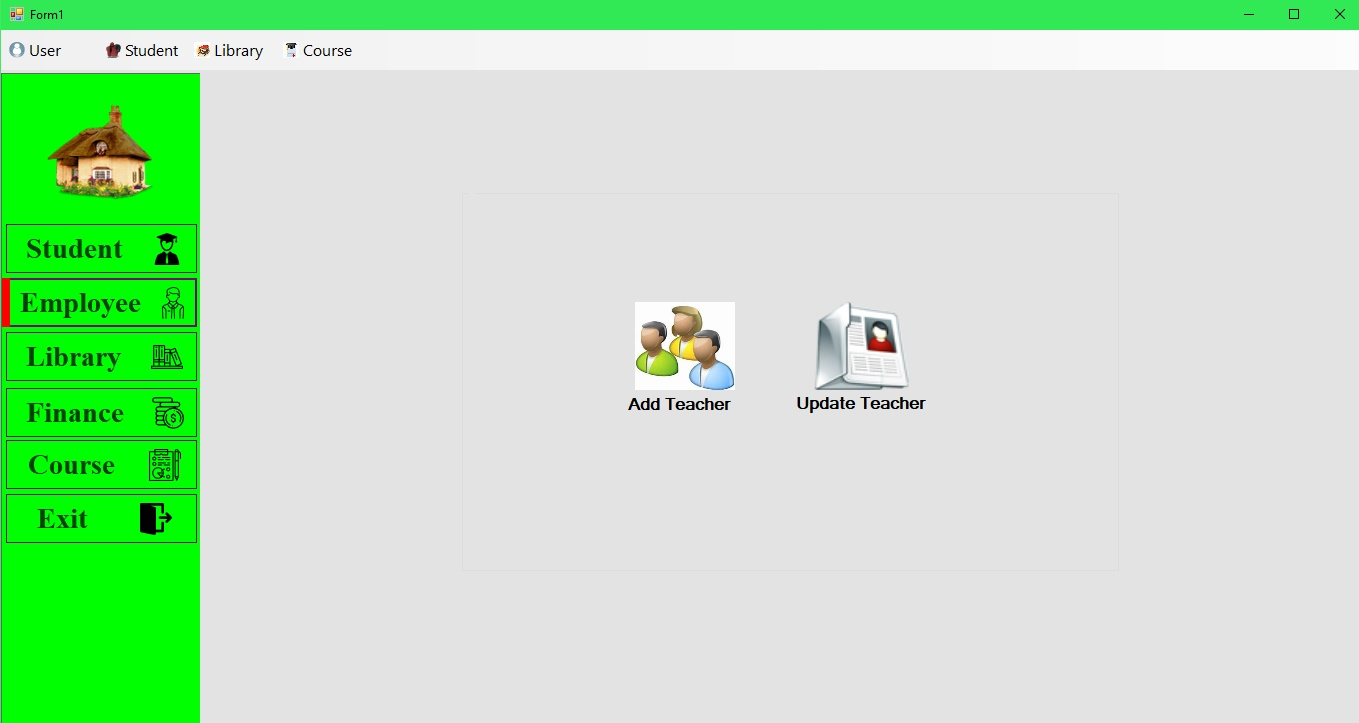 Form1
User Student Library Course
Student
Employee
Library
Finance
Course
Exit
Add Teacher Update Teacher